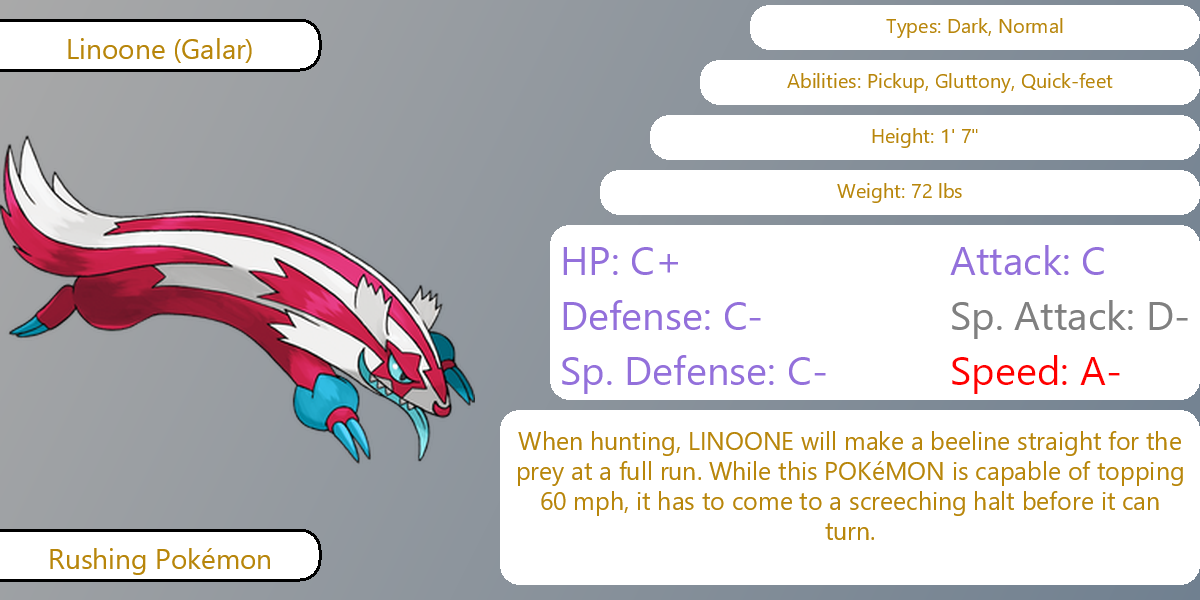 Linoone (Galar)
Types: Dark, Normal
Abilities: Pickup, Gluttony, Quick-feet
Height: 1' 7"
Weight: 72 lbs
HP: C+
Attack: C
Defense: C-
Sp. Attack: D-
Sp. Defense: C-
Speed: A-
When hunting, LINOONE will make a beeline straight for the
prey at a full run. While this POKéMON is capable of topping
60 mph, it has to come to a screeching halt before it can
turn.
Rushing Pokémon